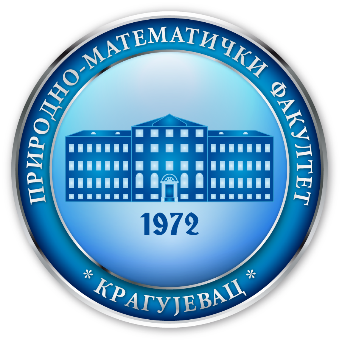 ПРИРОДНО-МАТЕМАТИЧКИ ФАКУЛТЕТ
1972
* КРАГУЈЕВАЦ *